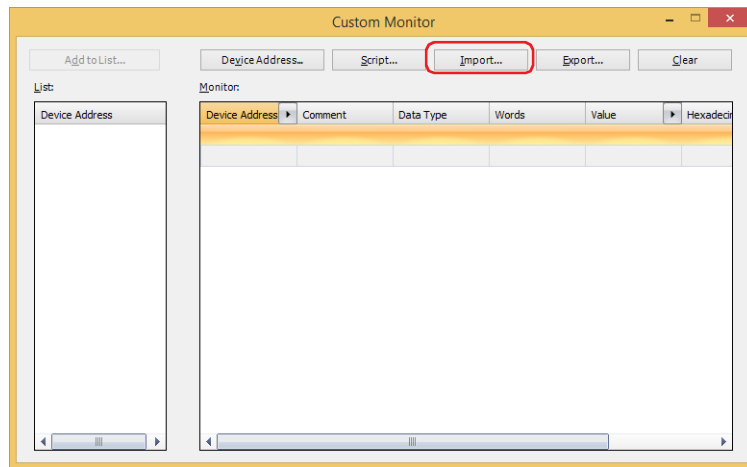 Custom Monitor
Add to List... Device Address... Script... Import... Export... Clear
List: Monitor:
Device Address Device Address Comment Data Type Words Value Hexadecin